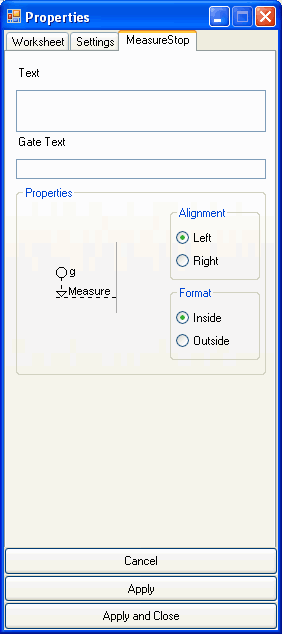 Properties
Worksheet Settings MeasureStop
Text
Gate Text
Properties
Alignment
Left
Right
g
Measure
Format
Inside
Outside
Cancel
Apply
Apply and Close